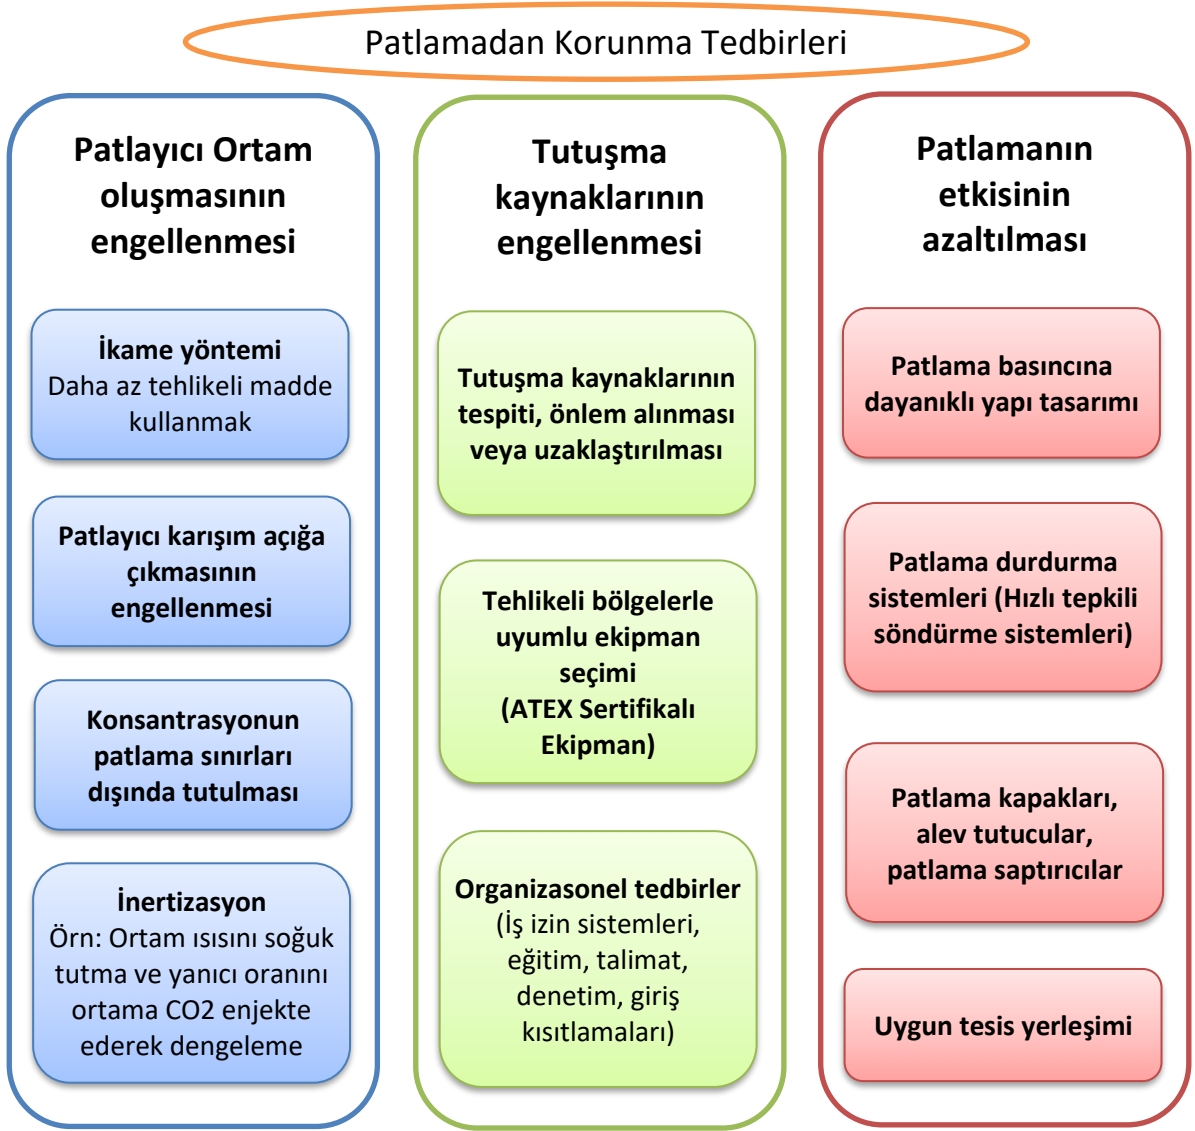 Patlamadan Korunma Tedbirleri
Patlayıcı Ortam
oluşmasının
engellenmesi
İkame yöntemi
Daha az tehlikeli madde
kullanmak
Patlayıcı karışım açığa
çıkmasının
engellenmesi
Konsantrasyonun
patlama sınırları
dışında tutulması
İnertizasyon
Örn: Ortam ısısını soğuk
tutma ve yanıcı oranını
ortama CO2 enjekte
ederek dengeleme
Tutuşma
kaynaklarının
engellenmesi
Tutuşma kaynaklarının
tespiti, önlem alınması
veya uzaklaştırılması
Tehlikeli bölgelerle
uyumlu ekipman
seçimi
(ATEX Sertifikalı
Ekipman)
Organizasonel tedbirler
(İş izin sistemleri,
eğitim, talimat,
denetim, giriş
kısıtlamaları)
Patlamanın
etkisinin
azaltılması
Patlama basıncına
dayanıklı yapı tasarımı
Patlama durdurma
sistemleri (Hızlı tepkili
söndürme sistemleri)
Patlama kapakları,
alev tutucular,
patlama saptırıcılar
Uygun tesis yerleşimi